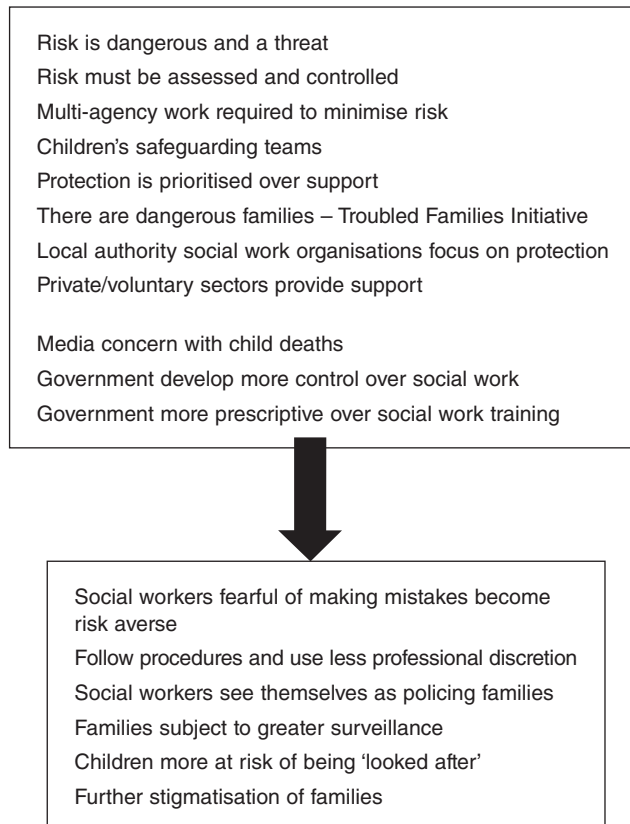 Risk is dangerous and a threat
Risk must be assessed and controlled
Multi-agency work required to minimise risk
Children’s safeguarding teams
Protection is prioritised over support
There are dangerous families – Troubled Families Initiative
Local authority social work organisations focus on protection
Private/voluntary sectors provide support
Media concern with child deaths
Government develop more control over social work
Government more prescriptive over social work training
Social workers fearful of making mistakes become
risk averse
Follow procedures and use less professional discretion
Social workers see themselves as policing families
Families subject to greater surveillance
Children more at risk of being ‘looked after’
Further stigmatisation of families